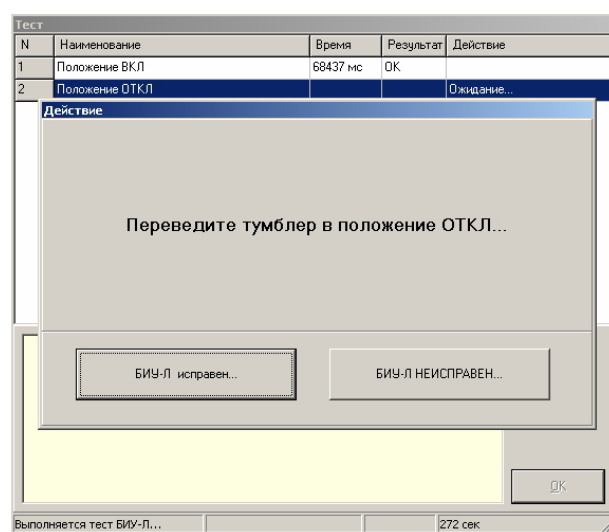 Тест
N Наименование Время Результат Действие
1 Положение ВКЛ 68437 мс OK
2 Положение ОТКЛ Ожидание...
Действие
Переведите тумблер в положение ОТКЛ...
БИУ-Л исправен... БИУ-Л НЕИСПРАВЕН...
OK
Выполняется тест БИУ-Л... 272 сек